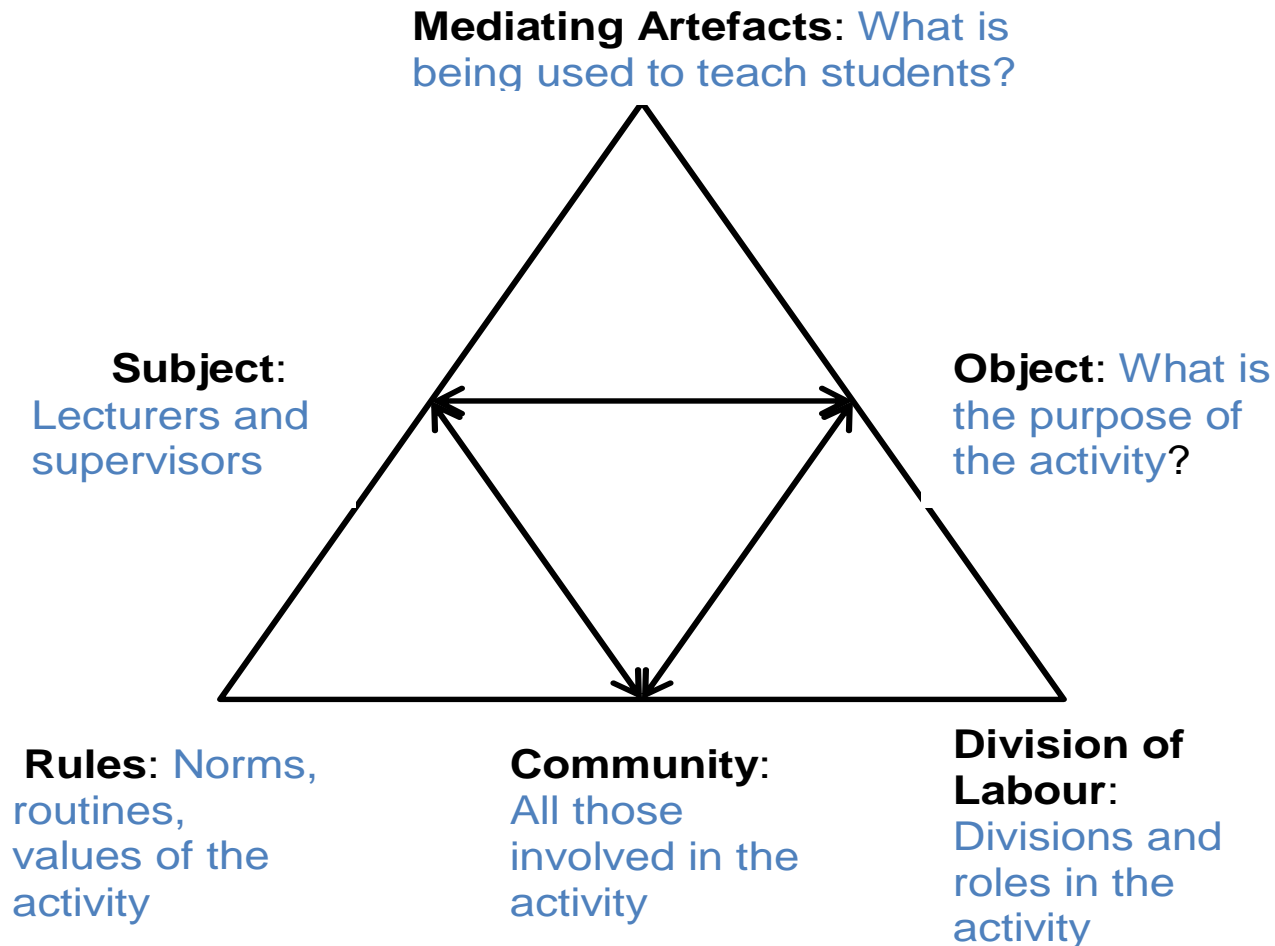 Mediating Artefacts: What is
being used to teach students?
Subject:
Lecturers and
supervisors
Object: What is
the purpose of
the activity?
Rules: Norms,
routines,
values of the
activity
Community:
All those
involved in the
activity
Division of
Labour:
Divisions and
roles in the
activity